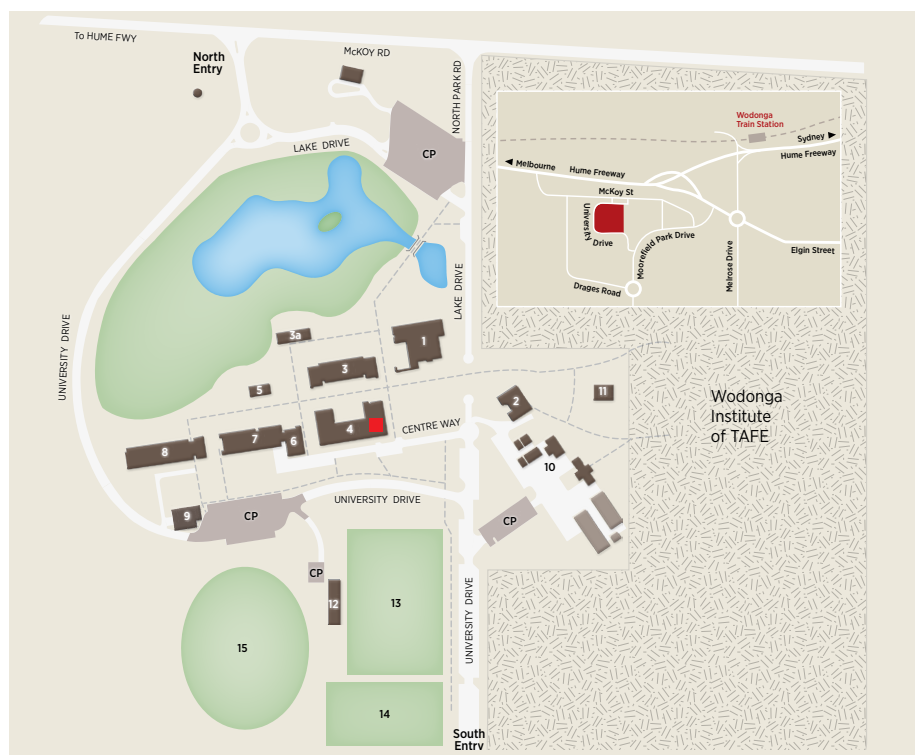 To HUME FWY
North
Entry
McKOY RD
NORTH PARK RD
LAKE DRIVE
CP
Wodonga
Train Station
Sydney
Hume Freeway
Melbourne
Hume Freeway
McKoy St
University
Drive
Moorefield Park Drive
Melrose Drive
Elgin Street
Drages Road
LAKE DRIVE
UNIVERSITY DRIVE
3a
1
3
5
2
11
Wodonga
Institute
of TAFE
4
CENTRE WAY
7
6
8
10
UNIVERSITY DRIVE
9
CP
CP
CP
12
13
UNIVERSITY DRIVE
15
14
South
Entry